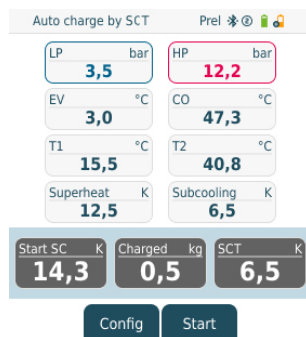 Auto charge by SCT Prel
LP bar HP bar
3,5 12,2
EV °C CO °C
3,0 47,3
T1 °C T2 °C
15,5 40,8
Superheat K Subcooling K
12,5 6,5
Start SC K Charged kg SCT K
14,3 0,5 6,5
Config Start